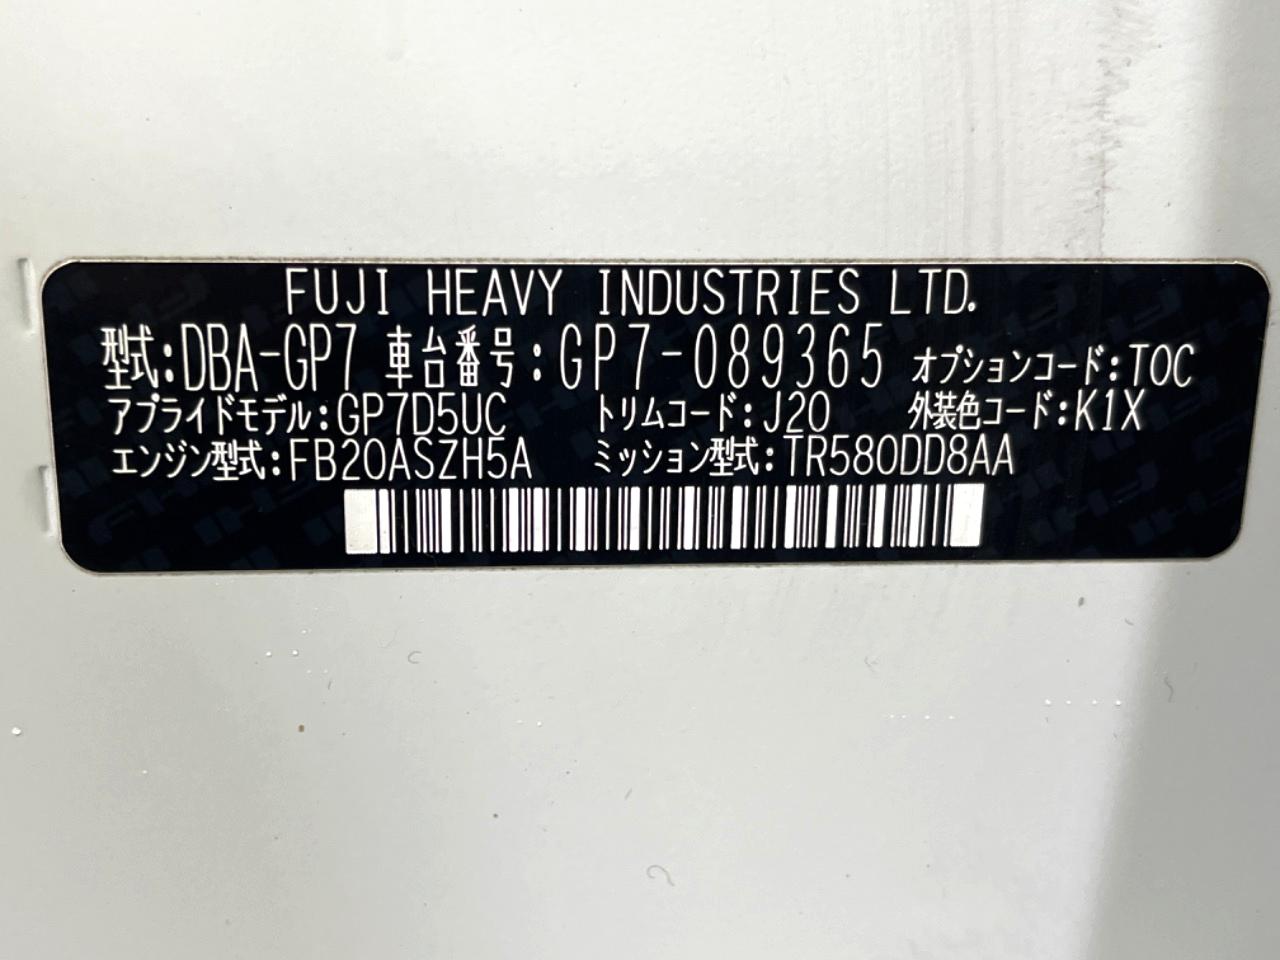 FUJI HEAVY INDUSTRIES LTD.
型式:DBA-GP7 車台番号:GP7-089365 オプションコード:TOC
アプライドモデル:GP7D5UC トリムコード:J20 外装色コード:K1X
エンジン型式:FB20ASZH5A ミッション型式:TR580DD8AA